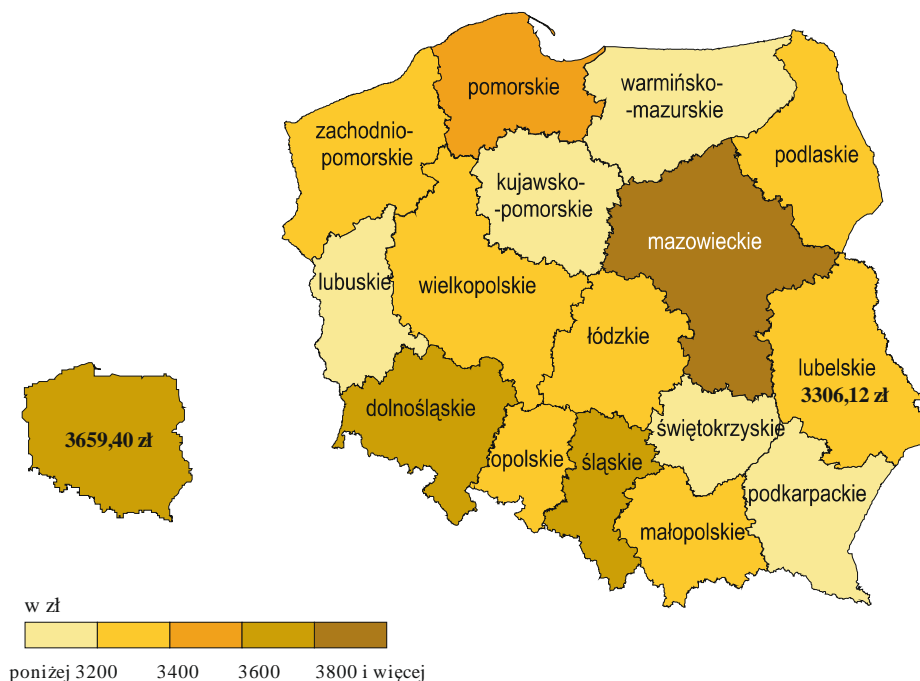 pomorskie
warmińsko-
-mazurskie
zachodnio-
pomorskie
podlaskie
kujawsko-
-pomorskie
mazowieckie
lubuskie
wielkopolskie
łódzkie
lubelskie
3306,12 zł
dolnośląskie
3659,40 zł
świętokrzyskie
opolskie
śląskie
podkarpackie
małopolskie
w zł
poniżej 3200 3400 3600 3800 i więcej